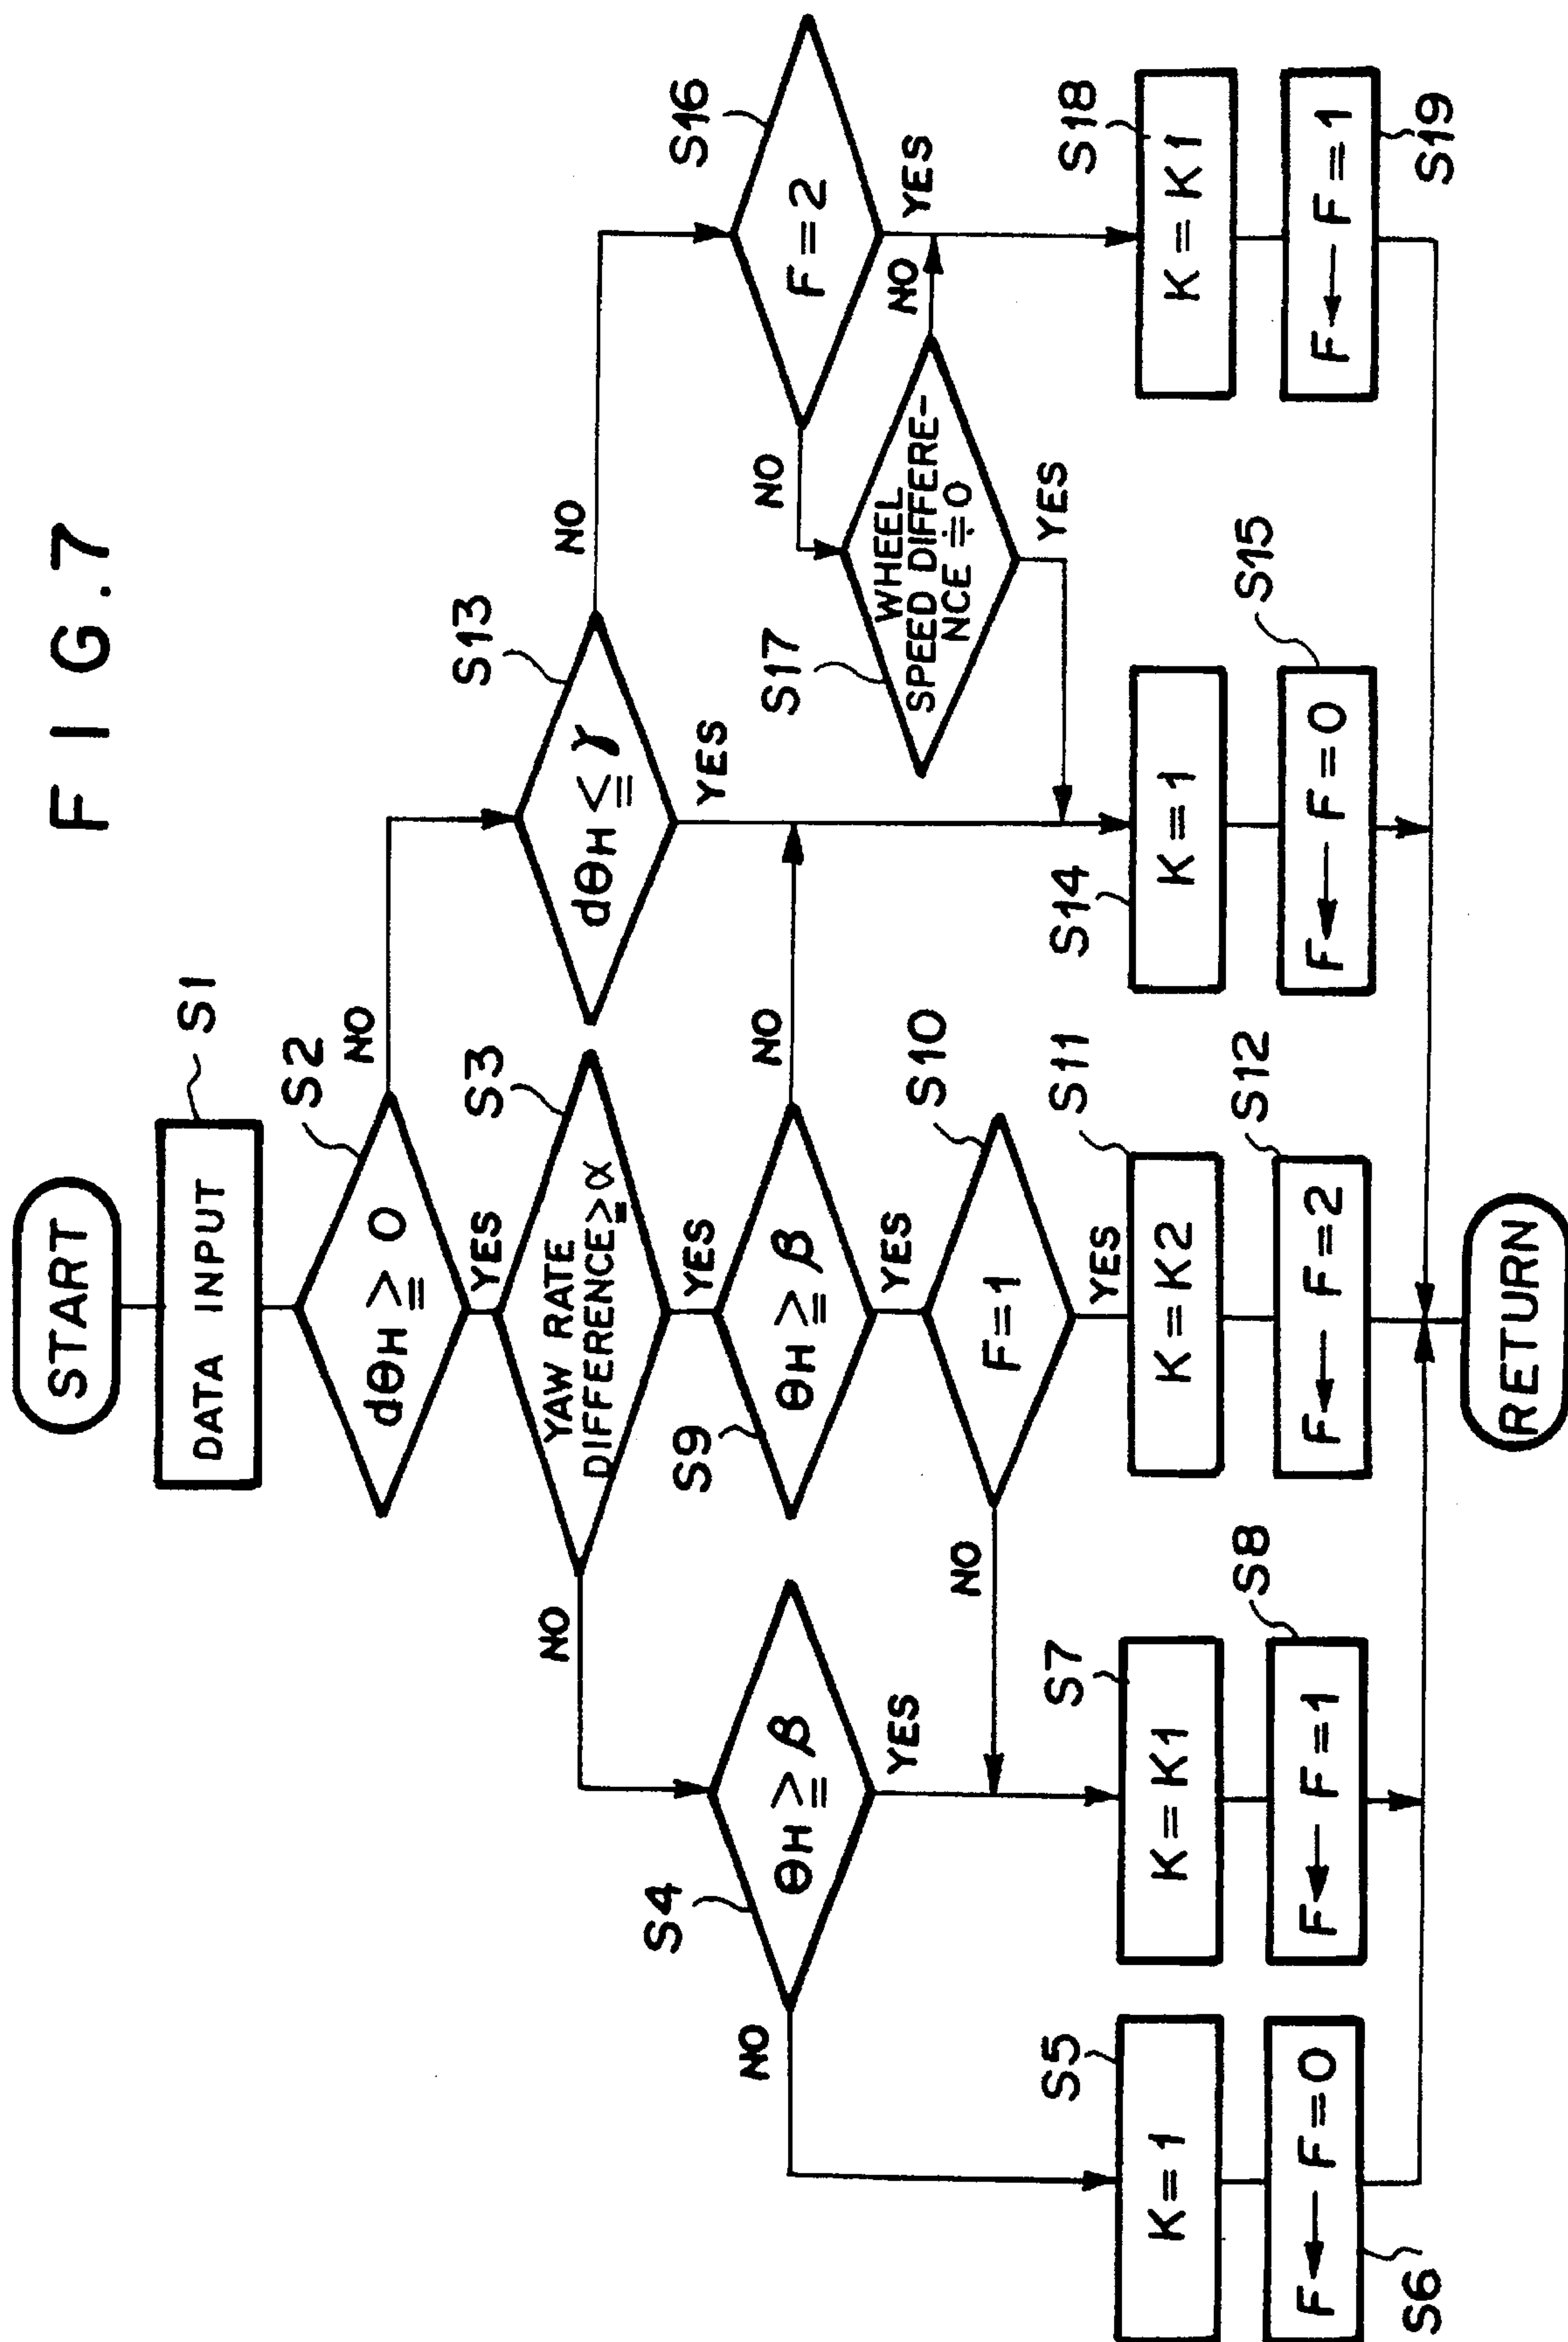 FIG.7
START
S1
DATA INPUT
S2
dθH ≧ 0
NO
YES
S3
YAW RATE
DIFFERENCE ≧ α
NO
YES
S13
dθH ≦ γ
NO
YES
S4
θH ≧ β
NO
YES
S9
θH ≧ β
NO
YES
S16
F = 2
NO
YES
S10
F = 1
NO
YES
S17
WHEEL
SPEED DIFFERE-
NCE ≒ 0
NO
YES
S5
K = 1
S7
K = K1
S11
K = K2
S14
K = 1
S18
K = K1
S6
F ← F = 0
S8
F ← F = 1
S12
F ← F = 2
S15
F ← F = 0
S19
F ← F = 1
RETURN